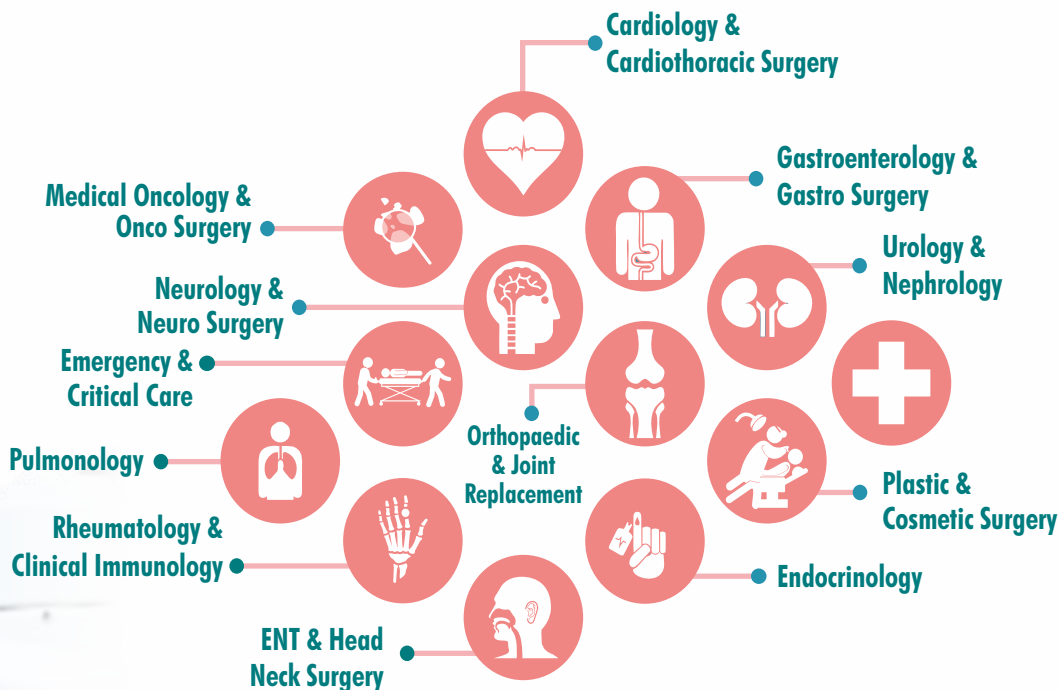 Cardiology &
Cardiothoracic Surgery
Gastroenterology &
Gastro Surgery
Medical Oncology &
Onco Surgery
Urology &
Nephrology
Neurology &
Neuro Surgery
Emergency &
Critical Care
Orthopaedic
& Joint
Replacement
Pulmonology
Plastic &
Cosmetic Surgery
Rheumatology &
Clinical Immunology
Endocrinology
ENT & Head
Neck Surgery